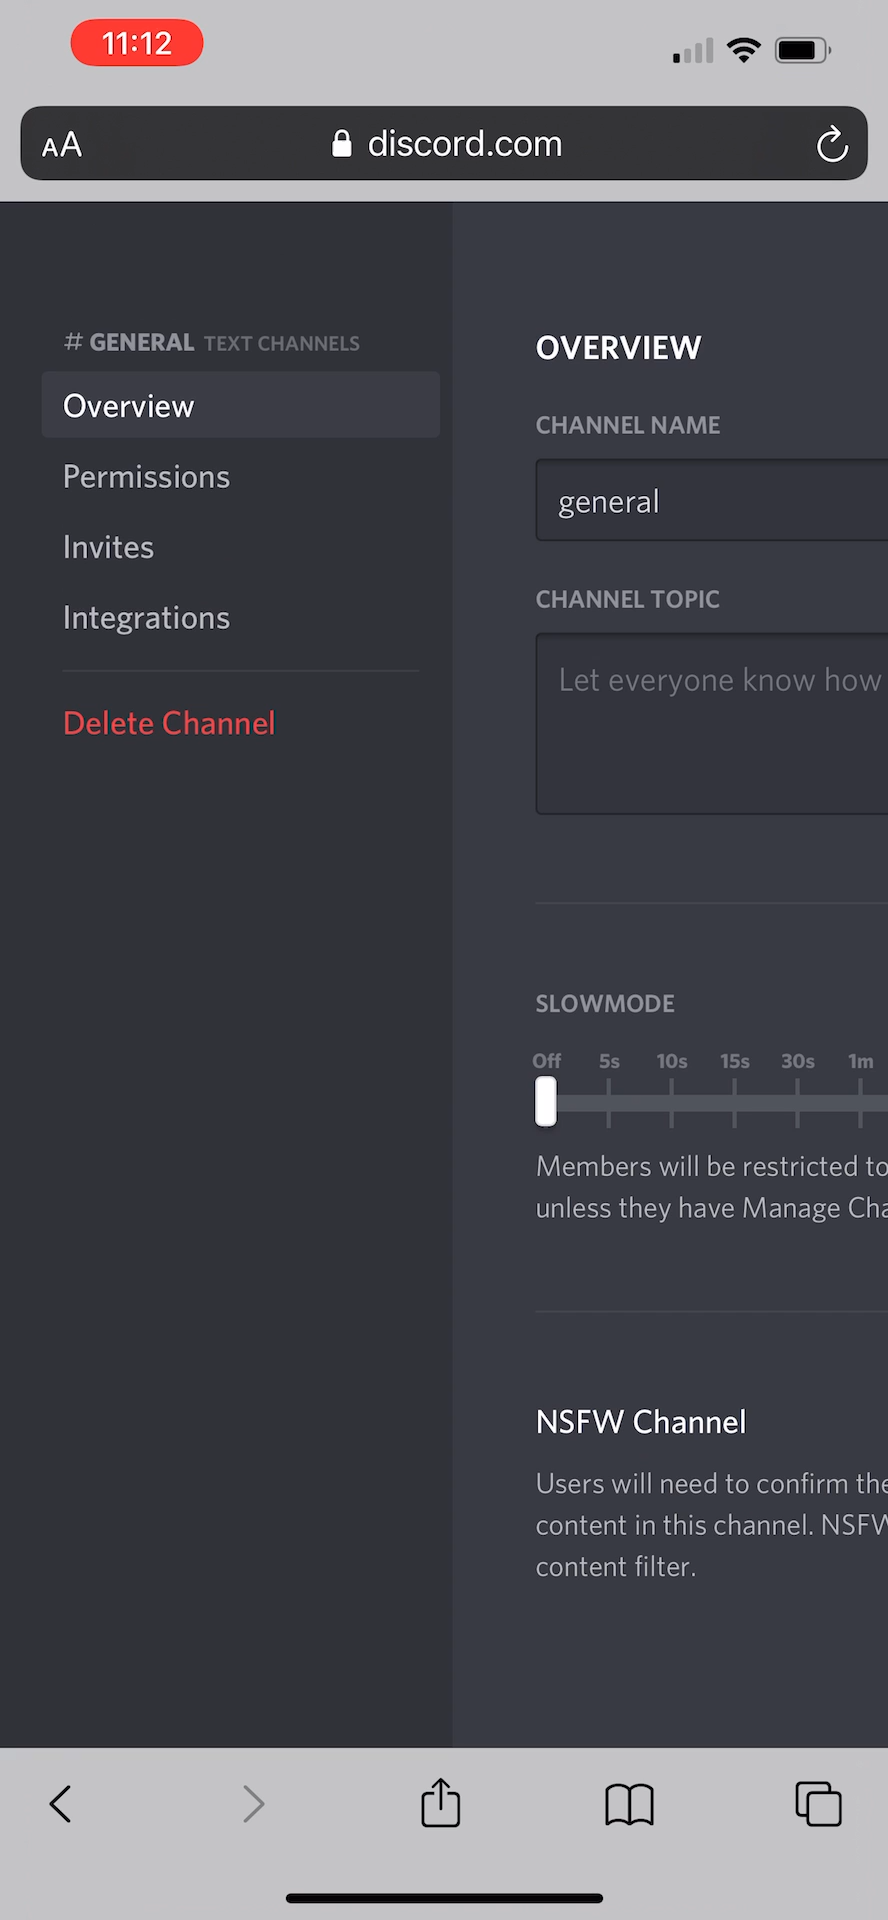 11:12
AA
discord.com
# GENERAL TEXT CHANNELS
Overview
Permissions
Invites
Integrations
Delete Channel
OVERVIEW
CHANNEL NAME
general
CHANNEL TOPIC
Let everyone know how
SLOWMODE
Off 5s 10s 15s 30s 1m
Members will be restricted to
unless they have Manage Cha
NSFW Channel
Users will need to confirm the
content in this channel. NSFW
content filter.